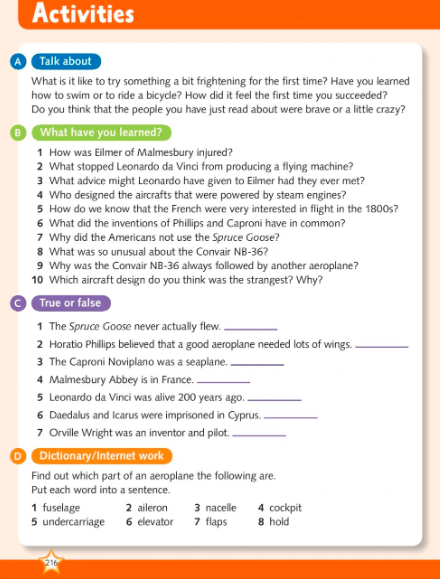 Activities
A Talk about
What is it like to try something a bit frightening for the first time? Have you learned
how to swim or to ride a bicycle? How did it feel the first time you succeeded?
Do you think that the people you have just read about were brave or a little crazy?
B What have you learned?
1 How was Eilmer of Malmesbury injured?
2 What stopped Leonardo da Vinci from producing a flying machine?
3 What advice might Leonardo have given to Eilmer had they ever met?
4 Who designed the aircrafts that were powered by steam engines?
5 How do we know that the French were very interested in flight in the 1800s?
6 What did the inventions of Phillips and Caproni have in common?
7 Why did the Americans not use the Spruce Goose?
8 What was so unusual about the Convair NB-36?
9 Why was the Convair NB-36 always followed by another aeroplane?
10 Which aircraft design do you think was the strangest? Why?
C True or false
1 The Spruce Goose never actually flew. ________
2 Horatio Phillips believed that a good aeroplane needed lots of wings. ________
3 The Caproni Noviplano was a seaplane. ________
4 Malmesbury Abbey is in France. ________
5 Leonardo da Vinci was alive 200 years ago. ________
6 Daedalus and Icarus were imprisoned in Cyprus. ________
7 Orville Wright was an inventor and pilot. ________
D Dictionary/Internet work
Find out which part of an aeroplane the following are.
Put each word into a sentence.
1 fuselage 2 aileron 3 nacelle 4 cockpit
5 undercarriage 6 elevator 7 flaps 8 hold
216